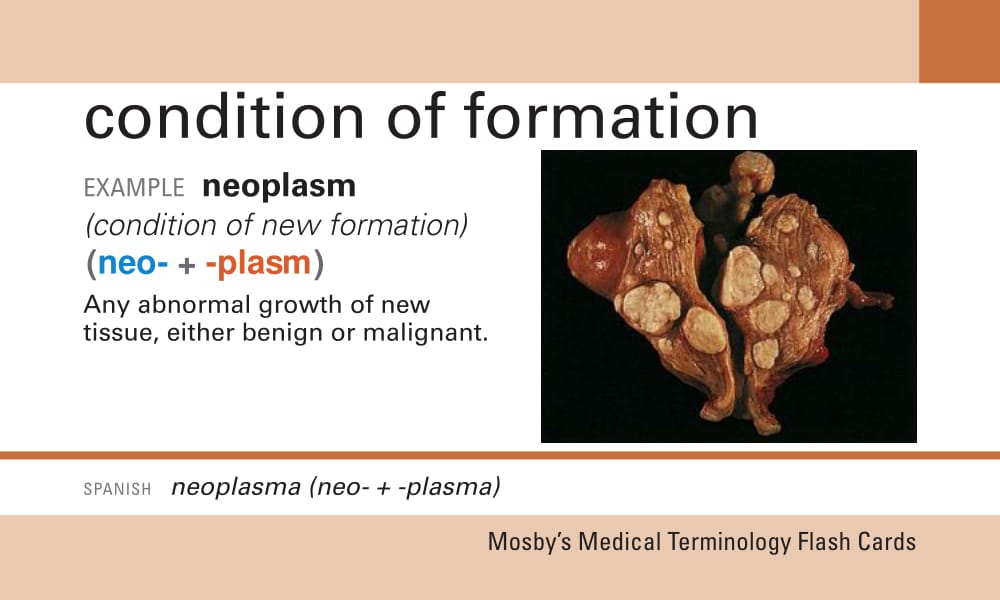 condition of formation
EXAMPLE neoplasm
(condition of new formation)
(neo- + -plasm)
Any abnormal growth of new
tissue, either benign or malignant.
SPANISH neoplasma (neo- + -plasma)
Mosby’s Medical Terminology Flash Cards